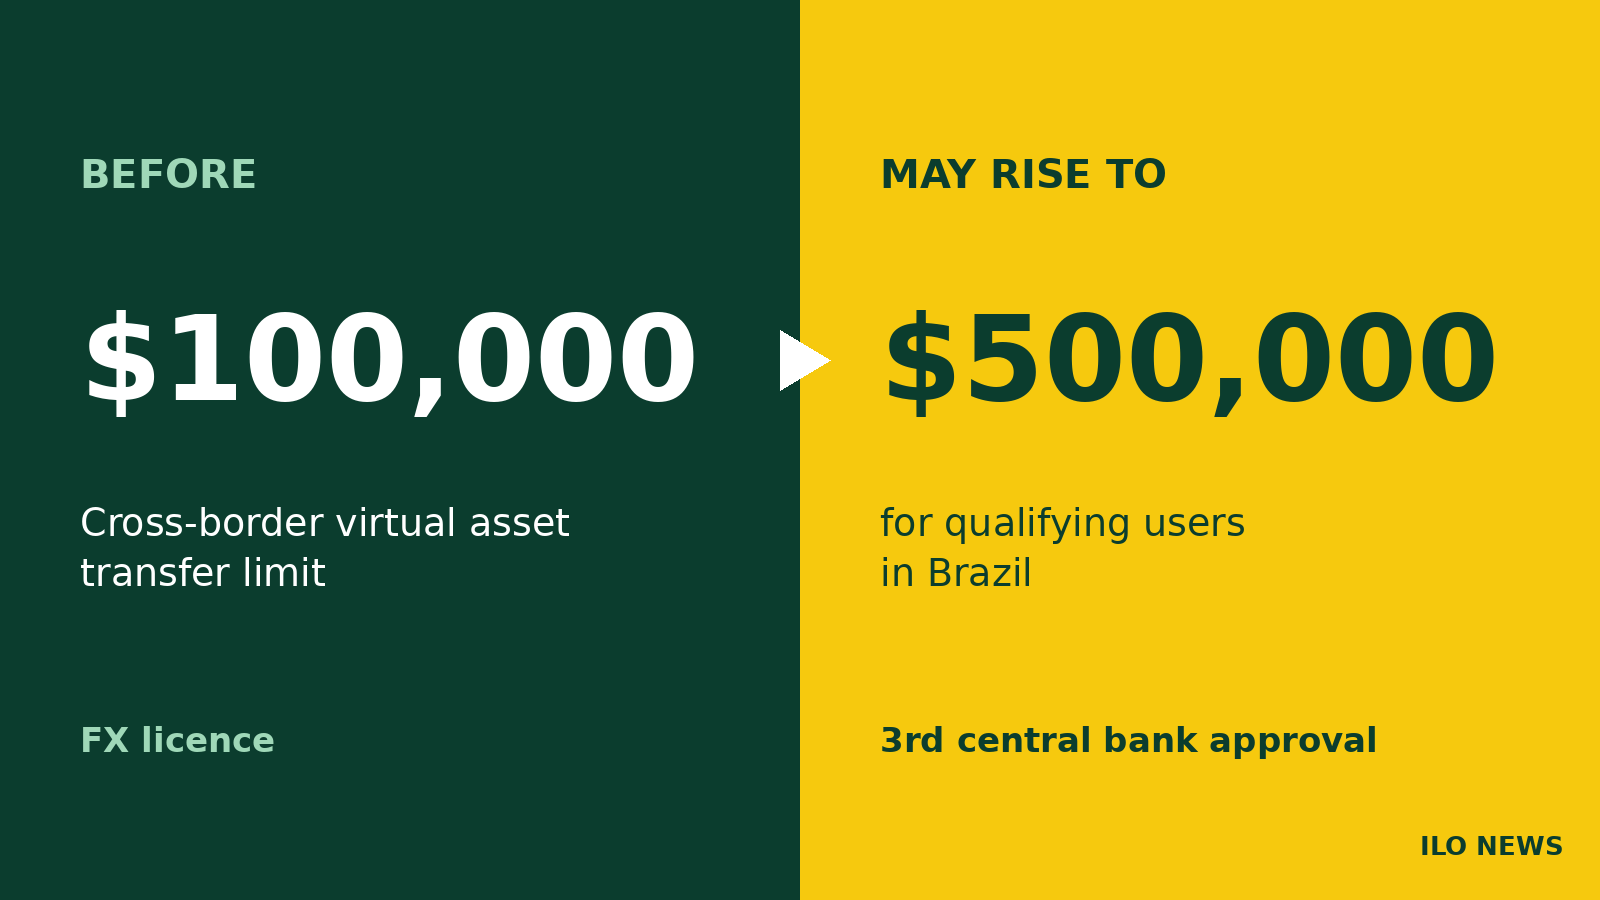 BEFORE
$100,000
Cross-border virtual asset
transfer limit
FX licence
MAY RISE TO
$500,000
for qualifying users
in Brazil
3rd central bank approval
ILO NEWS